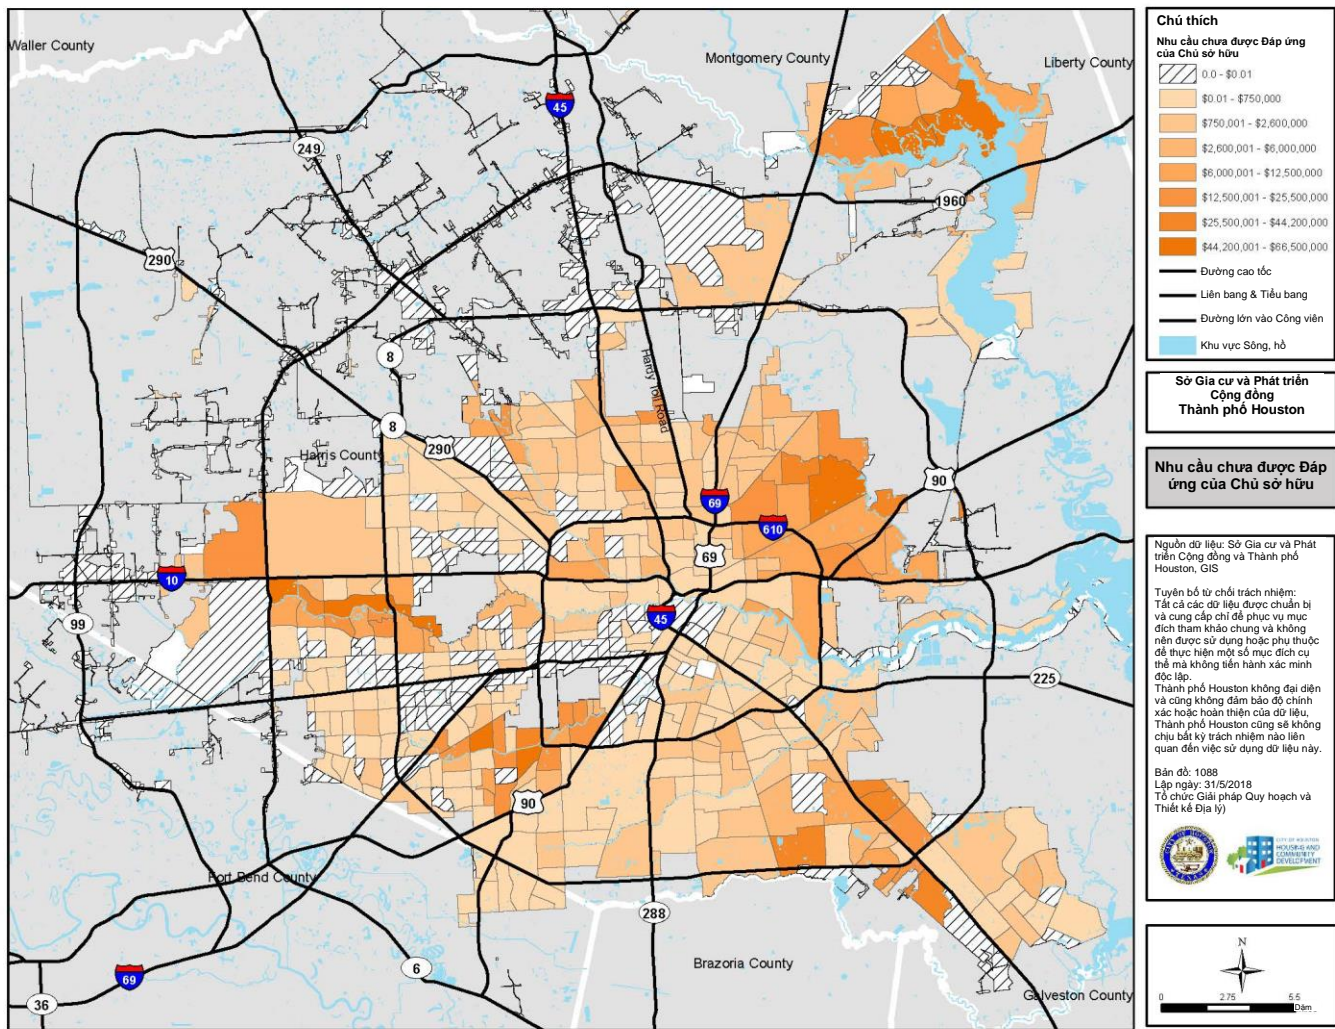 Waller County
Montgomery County
Liberty County
45
249
1960
290
8
Hardy Toll Road
8
290
Harris County
90
69
610
69
10
45
99
225
90
Fort Bend County
288
6
Brazoria County
69
36
Galveston County
Chú thích
Nhu cầu chưa được Đáp ứng
của Chủ sở hữu
0.0 - $0.01
$0.01 - $750,000
$750,001 - $2,600,000
$2,600,001 - $6,000,000
$6,000,001 - $12,500,000
$12,500,001 - $25,500,000
$25,500,001 - $44,200,000
$44,200,001 - $66,500,000
Đường cao tốc
Liên bang & Tiểu bang
Đường lớn vào Công viên
Khu vực Sông, hồ
Sở Gia cư và Phát triển
Cộng đồng
Thành phố Houston
Nhu cầu chưa được Đáp
ứng của Chủ sở hữu
Nguồn dữ liệu: Sở Gia cư và Phát
triển Cộng đồng và Thành phố
Houston, GIS
Tuyên bố từ chối trách nhiệm:
Tất cả các dữ liệu được chuẩn bị
và cung cấp chỉ để phục vụ mục
đích tham khảo chung và không
nên được sử dụng hoặc phụ thuộc
để thực hiện một số mục đích cụ
thể mà không tiến hành xác minh
độc lập.
Thành phố Houston không đại diện
và cũng không đảm bảo độ chính
xác hoặc hoàn thiện của dữ liệu,
Thành phố Houston cũng sẽ không
chịu bất kỳ trách nhiệm nào liên
quan đến việc sử dụng dữ liệu này.
Bản đồ: 1088
Lập ngày: 31/5/2018
Tổ chức Giải pháp Quy hoạch và
Thiết kế Địa lý)
CITY OF HOUSTON
HOUSING AND
COMMUNITY
DEVELOPMENT
N
0 2.75 5.5
Dặm